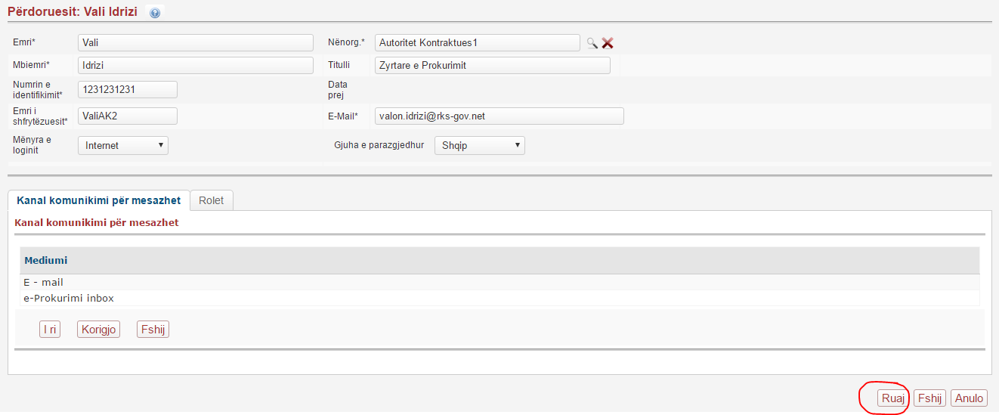 Përdoruesit: Vali Idrizi
Emri* Vali Nënorg.* Autoritet Kontraktues1
Mbiemri* Idrizi Titulli Zyrtare e Prokurimit
Numrin e identifikimit* 1231231231 Data prej
Emri i shfrytëzuesit* ValiAK2 E-Mail* valon.idrizi@rks-gov.net
Mënyra e loginit Internet Gjuha e parazgjedhur Shqip
Kanal komunikimi për mesazhet Rolet
Kanal komunikimi për mesazhet
Mediumi
E - mail
e-Prokurimi inbox
I ri Korigjo Fshij
Ruaj Fshij Anulo